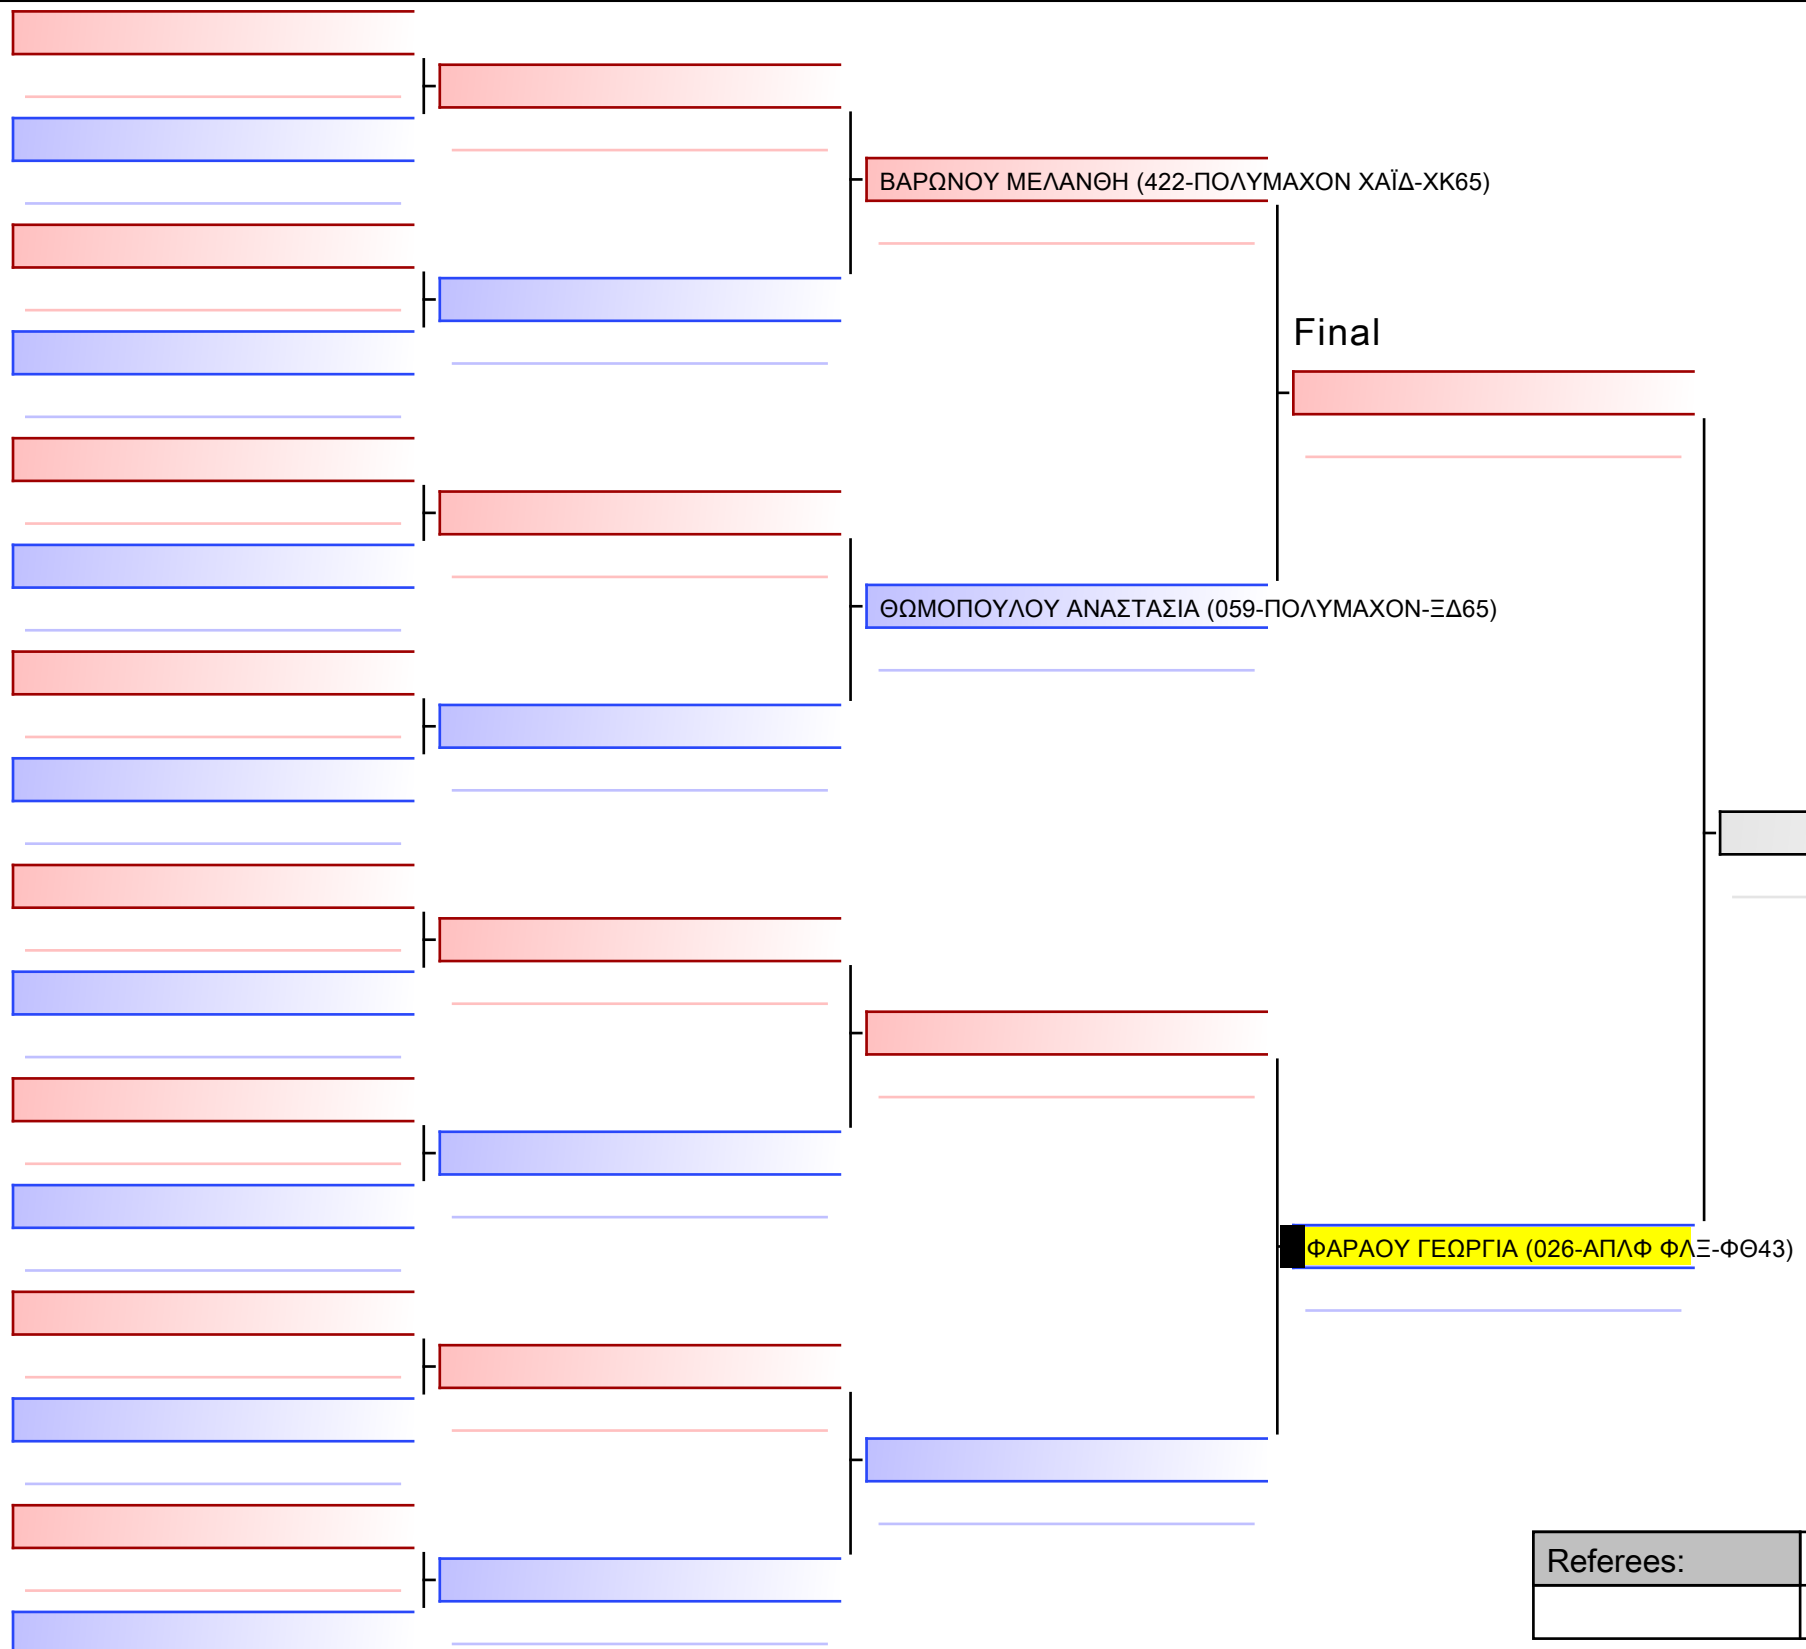 ΒΑΡΩΝΟΥ ΜΕΛΑΝΘΗ (422-ΠΟΛΥΜΑΧΟΝ ΧΑΪΔ-ΧΚ65)
Final
ΘΩΜΟΠΟΥΛΟΥ ΑΝΑΣΤΑΣΙΑ (059-ΠΟΛΥΜΑΧΟΝ-ΞΔ65)
ΦΑΡΑΟΥ ΓΕΩΡΓΙΑ (026-ΑΠΛΦ ΦΛΞ-ΦΘ43)
Referees: